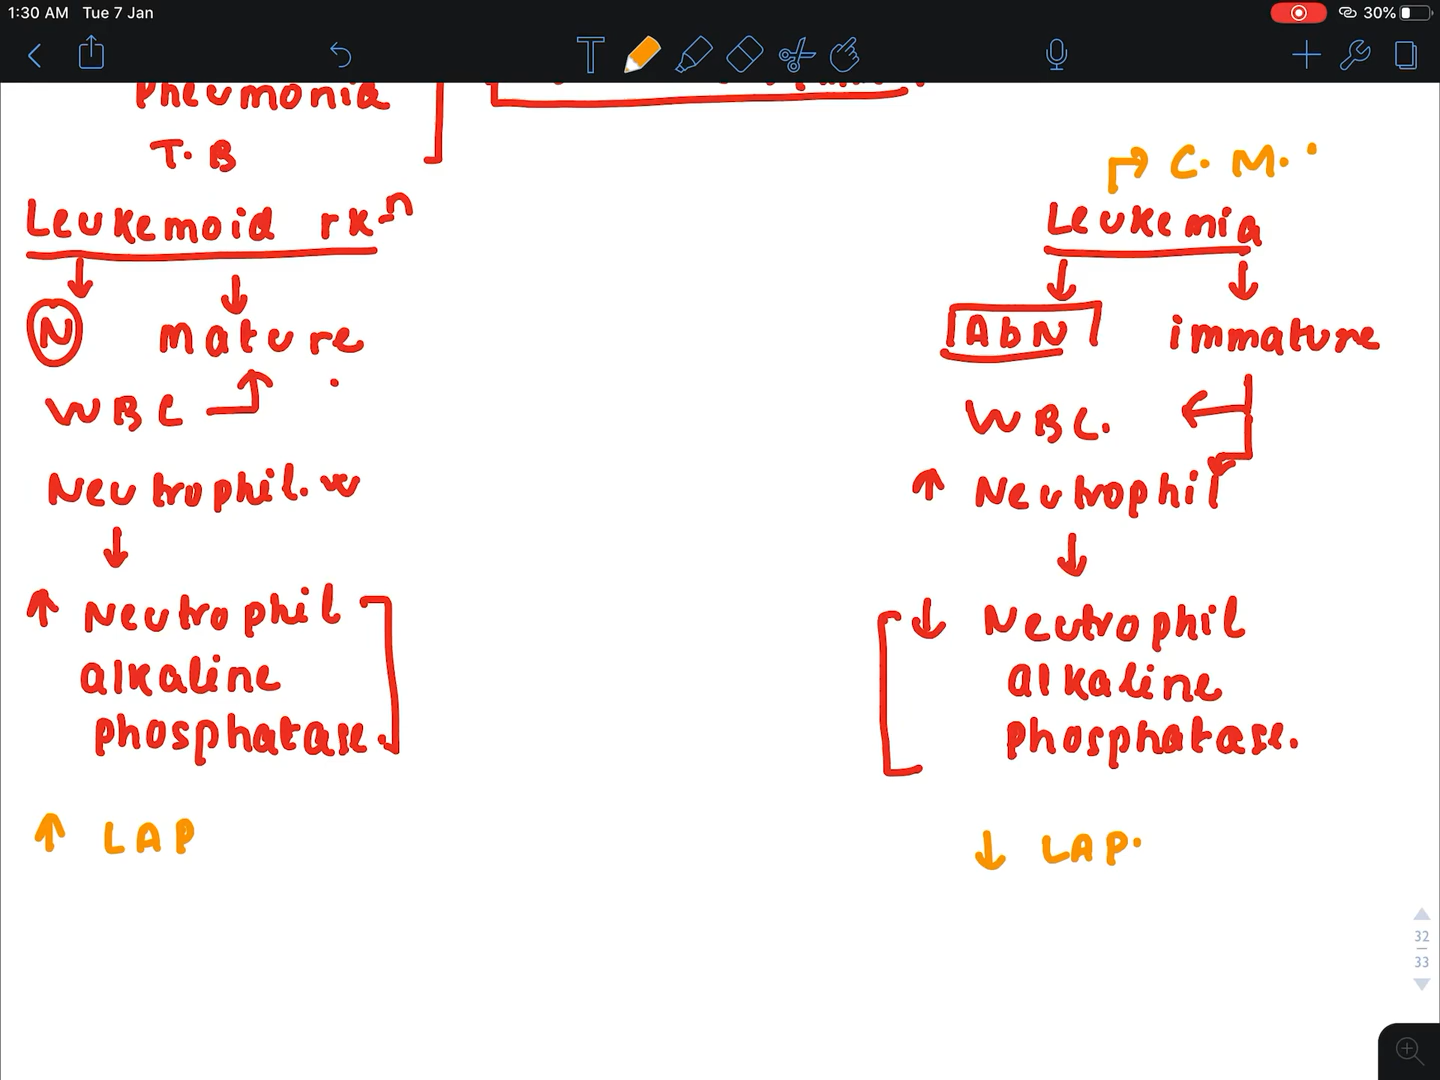 1:30 AM Tue 7 Jan
30%
Pneumonia
T.B
Leukemoid rxn
N mature
WBC
Neutrophil.
↓
↑ Neutrophil
alkaline
phosphatase.
↑ LAP
→ C. M.
Leukemia
AbN immature
WBC.
↑ Neutrophil
↓
↓ Neutrophil
alkaline
phosphatase.
↓ LAP.
32
33